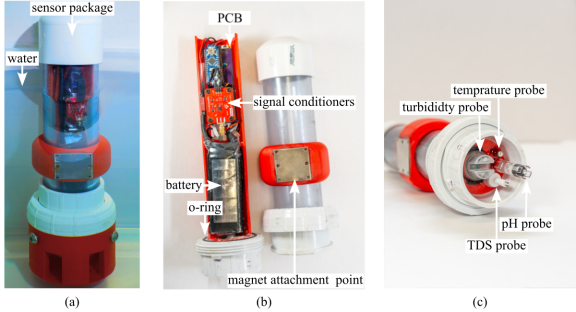 sensor package
water
(a)
PCB
signal conditioners
battery
o-ring
magnet attachment point
(b)
temprature probe
turbididty probe
pH probe
TDS probe
(c)